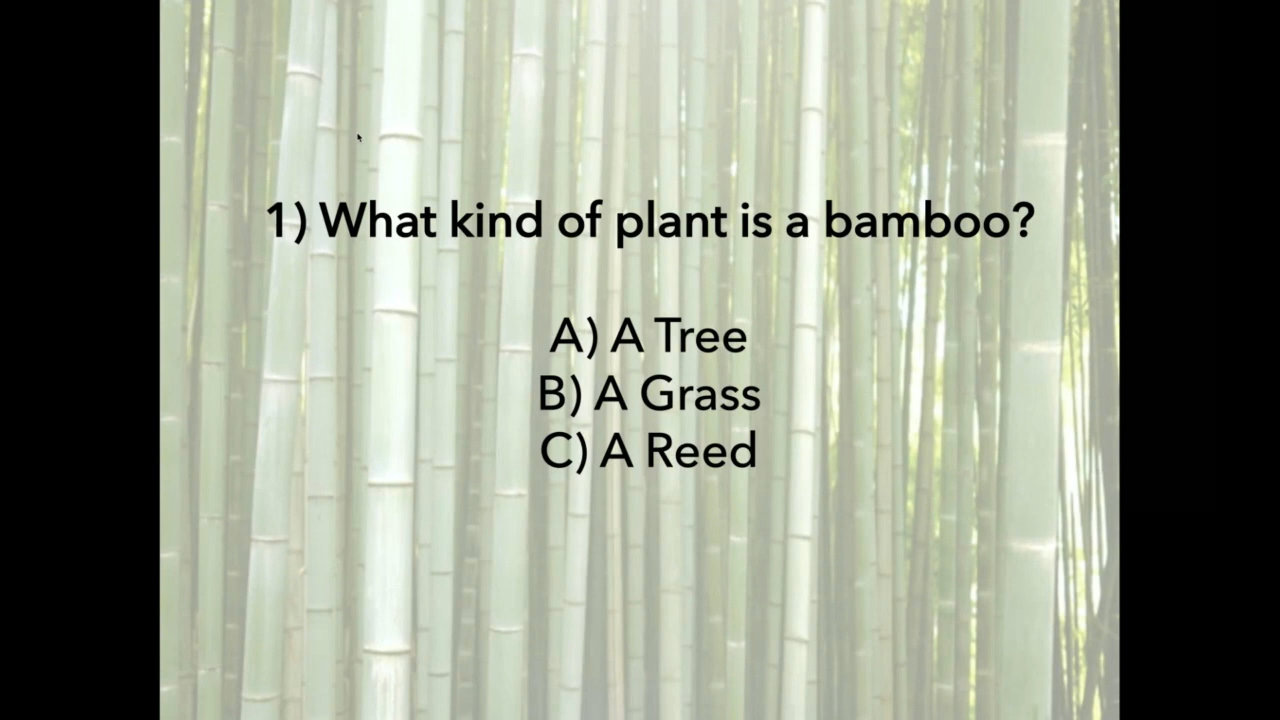 1) What kind of plant is a bamboo?
A) A Tree
B) A Grass
C) A Reed